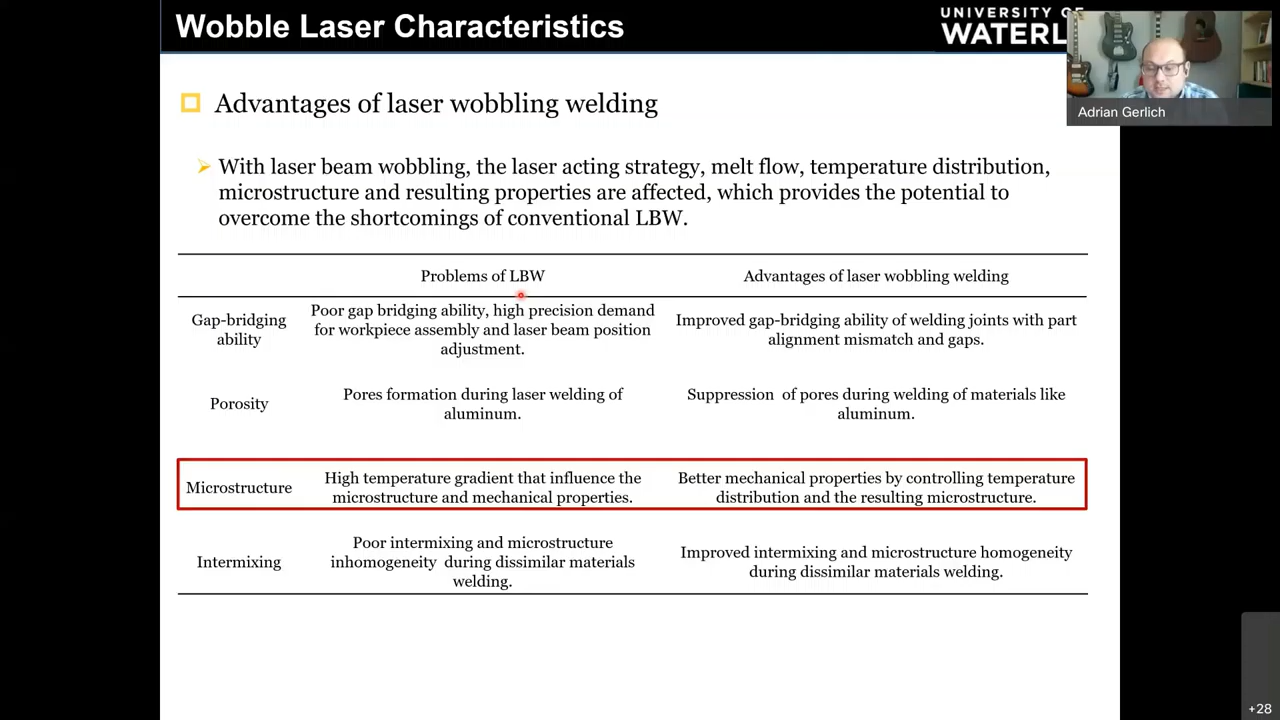 Wobble Laser Characteristics
UNIVERSITY OF
WATERL
Adrian Gerlich
Advantages of laser wobbling welding
With laser beam wobbling, the laser acting strategy, melt flow, temperature distribution,
microstructure and resulting properties are affected, which provides the potential to
overcome the shortcomings of conventional LBW.
Problems of LBW
Advantages of laser wobbling welding
Gap-bridging
ability
Poor gap bridging ability, high precision demand
for workpiece assembly and laser beam position
adjustment.
Improved gap-bridging ability of welding joints with part
alignment mismatch and gaps.
Porosity
Pores formation during laser welding of
aluminum.
Suppression of pores during welding of materials like
aluminum.
Microstructure
High temperature gradient that influence the
microstructure and mechanical properties.
Better mechanical properties by controlling temperature
distribution and the resulting microstructure.
Intermixing
Poor intermixing and microstructure
inhomogeneity during dissimilar materials
welding.
Improved intermixing and microstructure homogeneity
during dissimilar materials welding.
+28